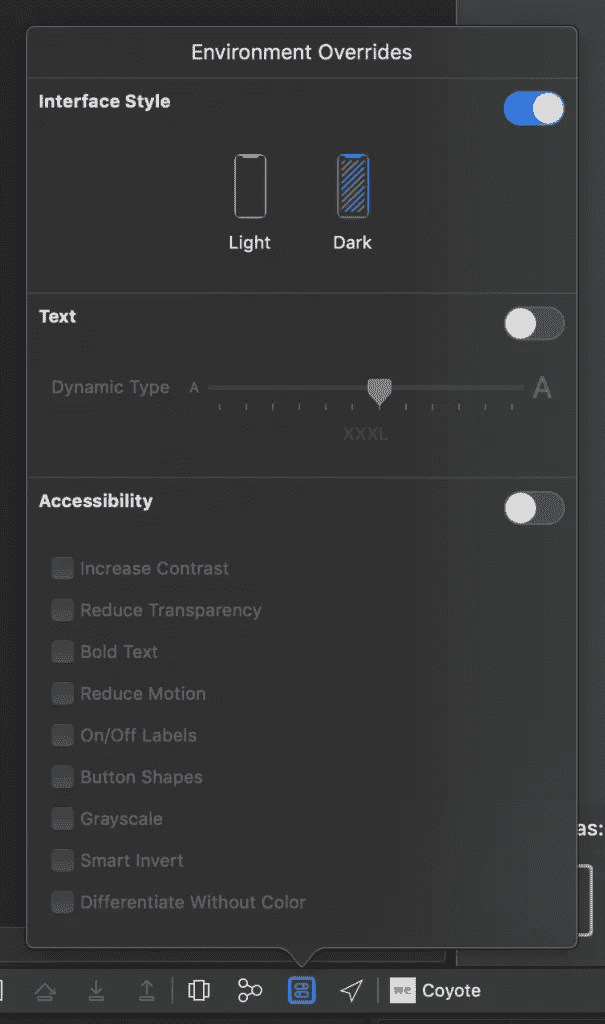 Environment Overrides
Interface Style
Light Dark
Text
Dynamic Type A A
XXXL
Accessibility
Increase Contrast
Reduce Transparency
Bold Text
Reduce Motion
On/Off Labels
Button Shapes
Grayscale
as:
Smart Invert
Differentiate Without Color
we Coyote